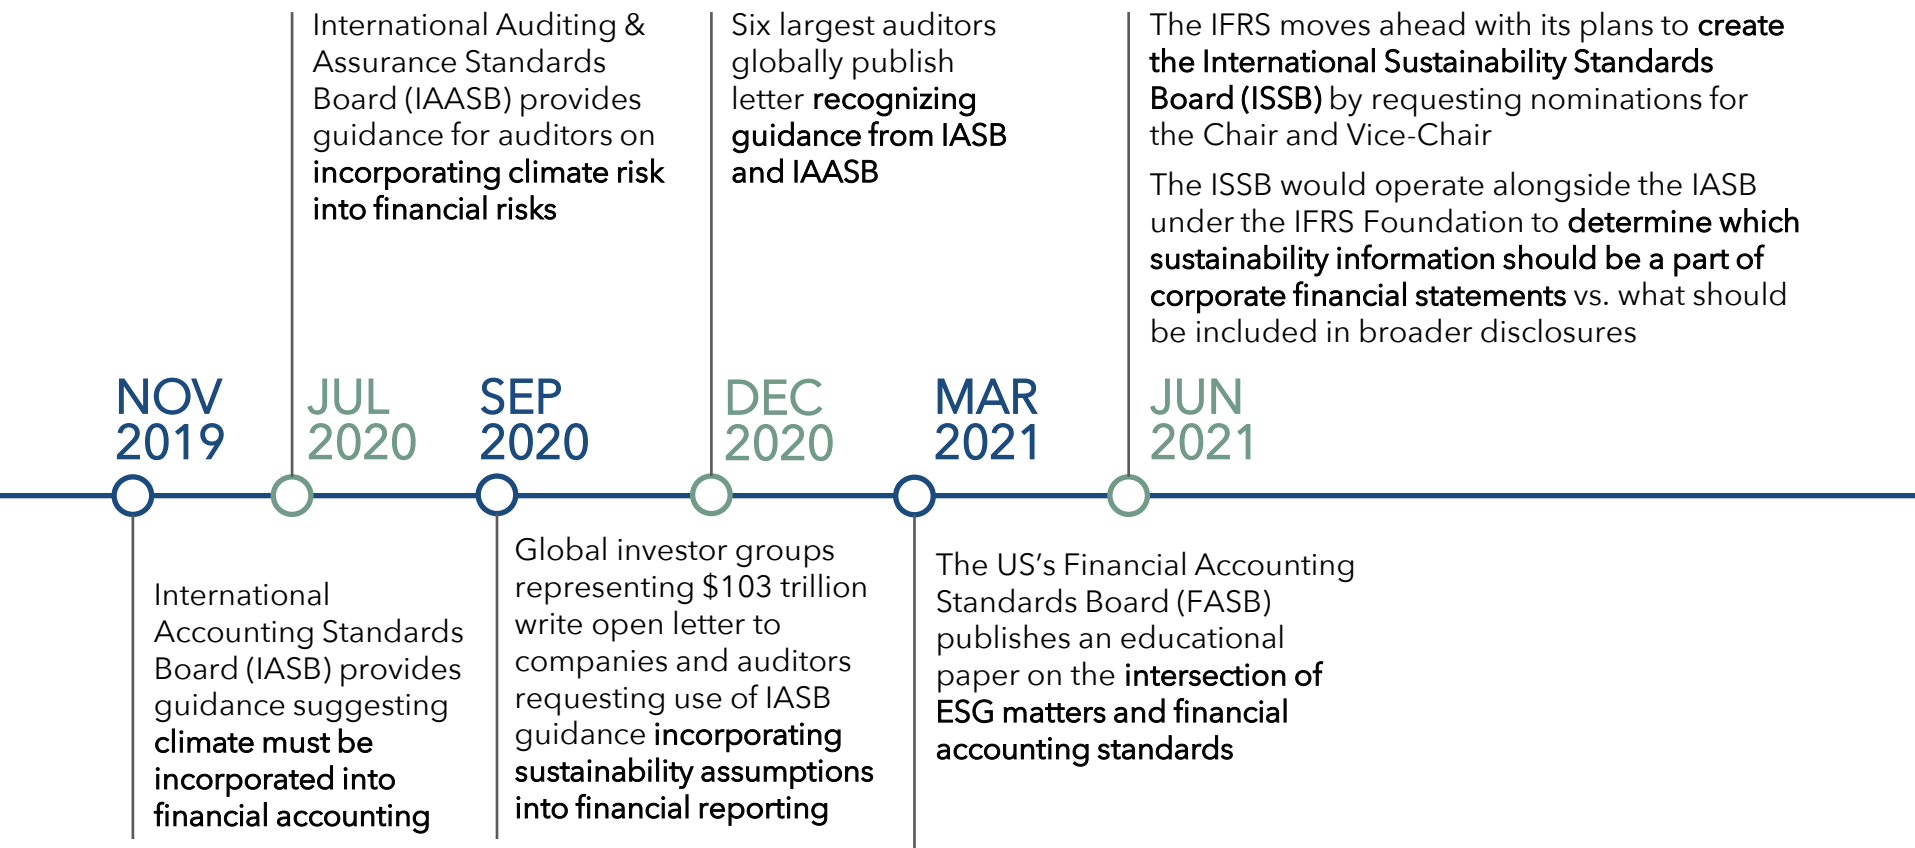 International Auditing &
Assurance Standards
Board (IAASB) provides
guidance for auditors on
incorporating climate risk
into financial risks
Six largest auditors
globally publish
letter recognizing
guidance from IASB
and IAASB
The IFRS moves ahead with its plans to create
the International Sustainability Standards
Board (ISSB) by requesting nominations for
the Chair and Vice-Chair
The ISSB would operate alongside the IASB
under the IFRS Foundation to determine which
sustainability information should be a part of
corporate financial statements vs. what should
be included in broader disclosures
NOV
2019
JUL
2020
SEP
2020
DEC
2020
MAR
2021
JUN
2021
International
Accounting Standards
Board (IASB) provides
guidance suggesting
climate must be
incorporated into
financial accounting
Global investor groups
representing $103 trillion
write open letter to
companies and auditors
requesting use of IASB
guidance incorporating
sustainability assumptions
into financial reporting
The US's Financial Accounting
Standards Board (FASB)
publishes an educational
paper on the intersection of
ESG matters and financial
accounting standards